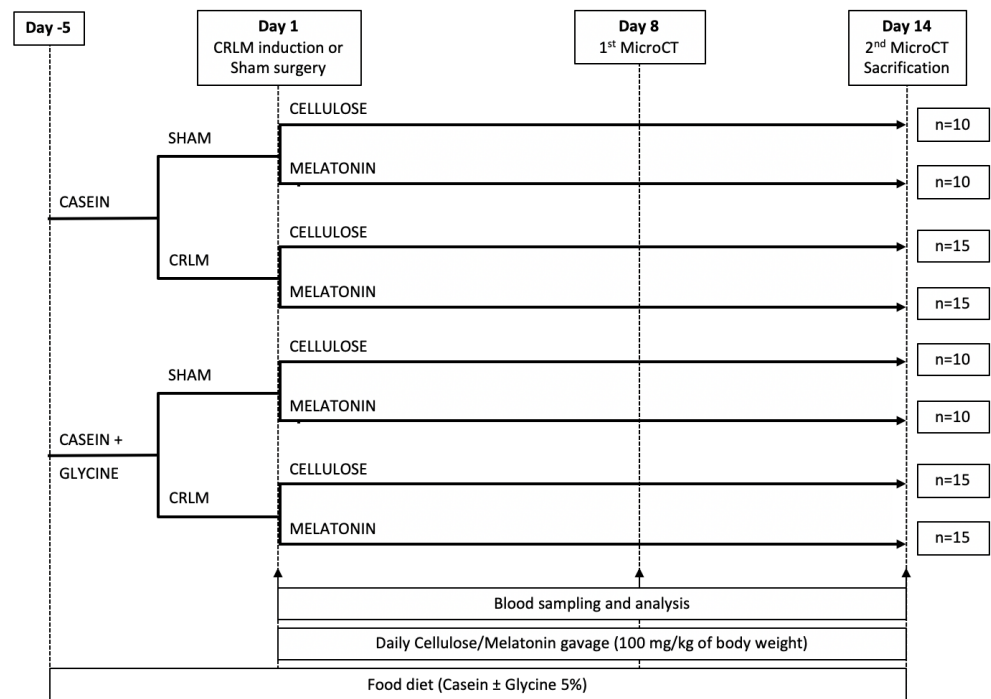 Day -5
Day 1
CRLM induction or
Sham surgery
Day 8
1st MicroCT
Day 14
2nd MicroCT
Sacrification
CELLULOSE
n=10
SHAM
MELATONIN
n=10
CASEIN
CELLULOSE
n=15
CRLM
MELATONIN
n=15
CELLULOSE
n=10
SHAM
MELATONIN
n=10
CASEIN +
GLYCINE
CELLULOSE
n=15
CRLM
MELATONIN
n=15
Blood sampling and analysis
Daily Cellulose/Melatonin gavage (100 mg/kg of body weight)
Food diet (Casein ± Glycine 5%)